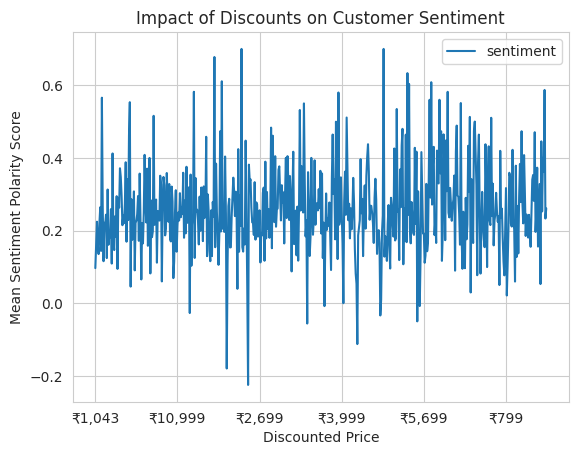 Impact of Discounts on Customer Sentiment
sentiment
Mean Sentiment Polarity Score
0.6
0.4
0.2
0.0
−0.2
₹1,043 ₹10,999 ₹2,699 ₹3,999 ₹5,699 ₹799
Discounted Price